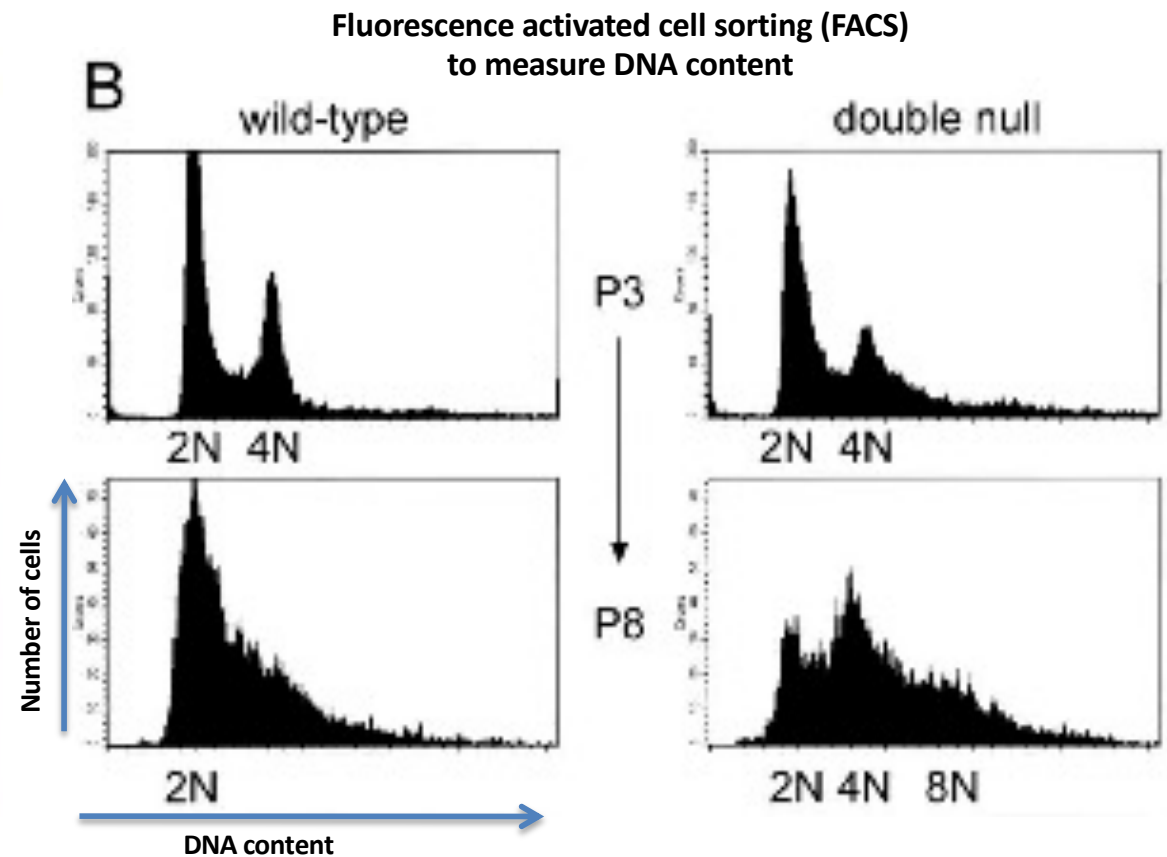 Fluorescence activated cell sorting (FACS)
to measure DNA content
B
wild-type
double null
P3
2N 4N
2N 4N
Number of cells
P8
2N
2N 4N 8N
DNA content